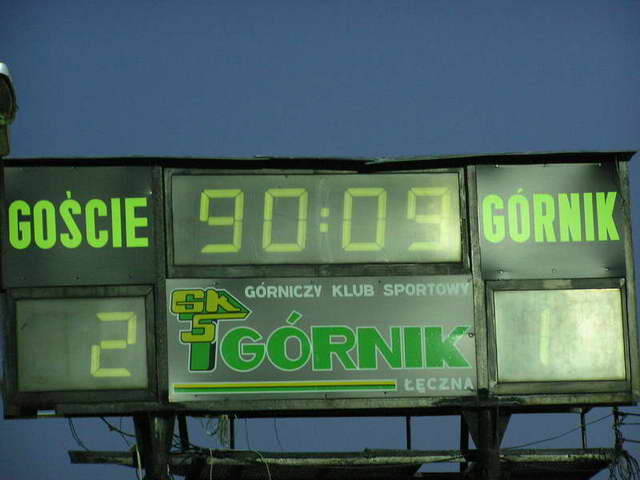 GOŚCIE
90:09
GÓRNIK
2
GKS
GÓRNICZY KLUB SPORTOWY
GÓRNIK
ŁĘCZNA
1